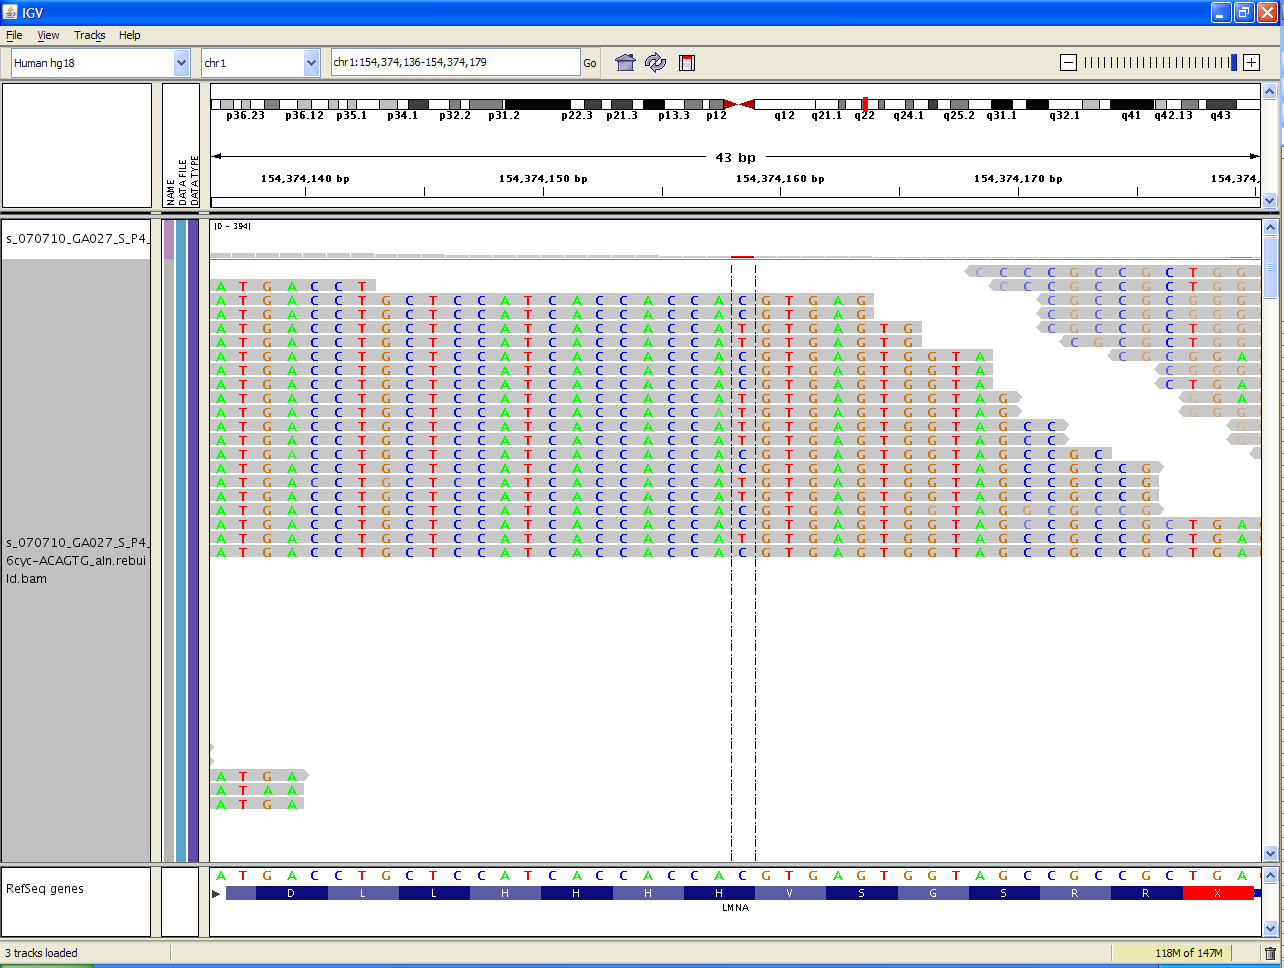 IGV
File View Tracks Help
Human hg18 chr1 chr1:154,374,136-154,374,179 Go
p36.23 p36.12 p35.1 p34.1 p32.2 p31.2 p22.3 p21.3 p13.3 p12 q12 q21.1 q22 q24.1 q25.2 q31.1 q32.1 q41 q42.13 q43
NAME
DATA FILE
DATA TYPE
43 bp
154,374,140 bp 154,374,150 bp 154,374,160 bp 154,374,170 bp 154,374,
s_070710_GA027_S_P4_
[0 - 394]
C C C C G C C G C T G G
A T G A C C T C C C G C C G C T G G
A T G A C C T G C T C C A T C A C C A C C A C G T G A G
A T G A C C T G C T C C A T C A C C A C C A C G T G A G
A T G A C C T G C T C C A T C A C C A C C A T G T G A G T G C G C C G C T G G
A T G A C C T G C T C C A T C A C C A C C A T G T G A G T G C G C G C T G G
A T G A C C T G C T C C A T C A C C A C C A C G T G A G T G G T A C G C G G A
A T G A C C T G C T C C A T C A C C A C C A C G T G A G T G G T A C G G A
A T G A C C T G C T C C A T C A C C A C C A C G T G A G T G G T A C T G A
A T G A C C T G C T C C A T C A C C A C C A T G T G A G T G G T A G G G A
A T G A C C T G C T C C A T C A C C A C C A T G T G A G T G G T A G G G G
A T G A C C T G C T C C A T C A C C A C C A T G T G A G T G G T A G C C G
A T G A C C T G C T C C A T C A C C A C C A T G T G A G T G G T A G C C G
A T G A C C T G C T C C A T C A C C A C C A C G T G A G T G G T A G C C G C
A T G A C C T G C T C C A T C A C C A C C A C G T G A G T G G T A G C C G C C G
A T G A C C T G C T C C A T C A C C A C C A T G T G A G T G G T A G C C G C C G
A T G A C C T G C T C C A T C A C C A C C A T G T G A G T G G T A G C C G C C G
A T G A C C T G C T C C A T C A C C A C C A C G T G A G T G G T A G
A T G A C C T G C T C C A T C A C C A C C A C G T G A G T G G T A G C C G C C G C T G A
A T G A C C T G C T C C A T C A C C A C C A T G T G A G T G G T A G C C G C C G C T G A
A T G A C C T G C T C C A T C A C C A C C A C G T G A G T G G T A G C C G C C G C T G A
s_070710_GA027_S_P4_
6cyc-ACAGTG_aln.rebui
ld.bam
A T G A
A T A A
A T G A
A T G A C C T G C T C C A T C A C C A C C A C G T G A G T G G T A G C C G C C G C T G A
RefSeq genes
D L L H H H H V S G S R R X
LMNA
3 tracks loaded 118M of 147M